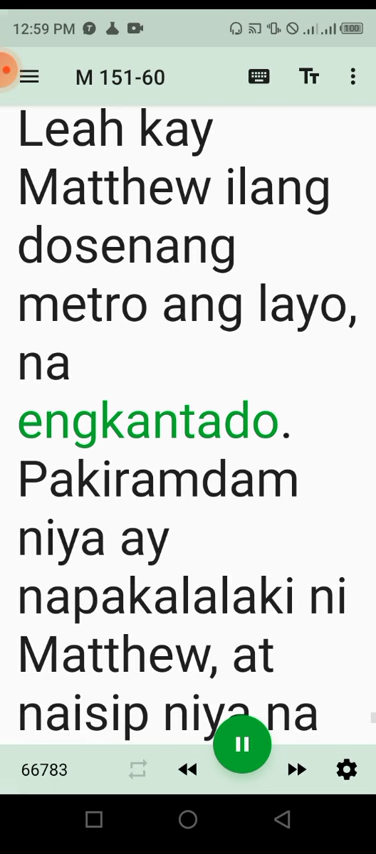 12:59 PM
100
M 151-60
Leah kay
Matthew ilang
dosenang
metro ang layo,
na
engkantado.
Pakiramdam
niya ay
napakalalaki ni
Matthew, at
naisip niya na
66783